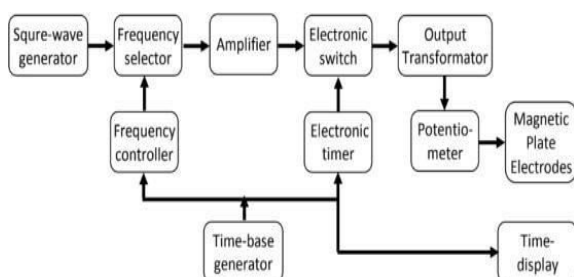 Squre-wave
generator
Frequency
selector
Amplifier
Electronic
switch
Output
Transformator
Frequency
controller
Electronic
timer
Potentio-
meter
Magnetic
Plate
Electrodes
Time-base
generator
Time-
display